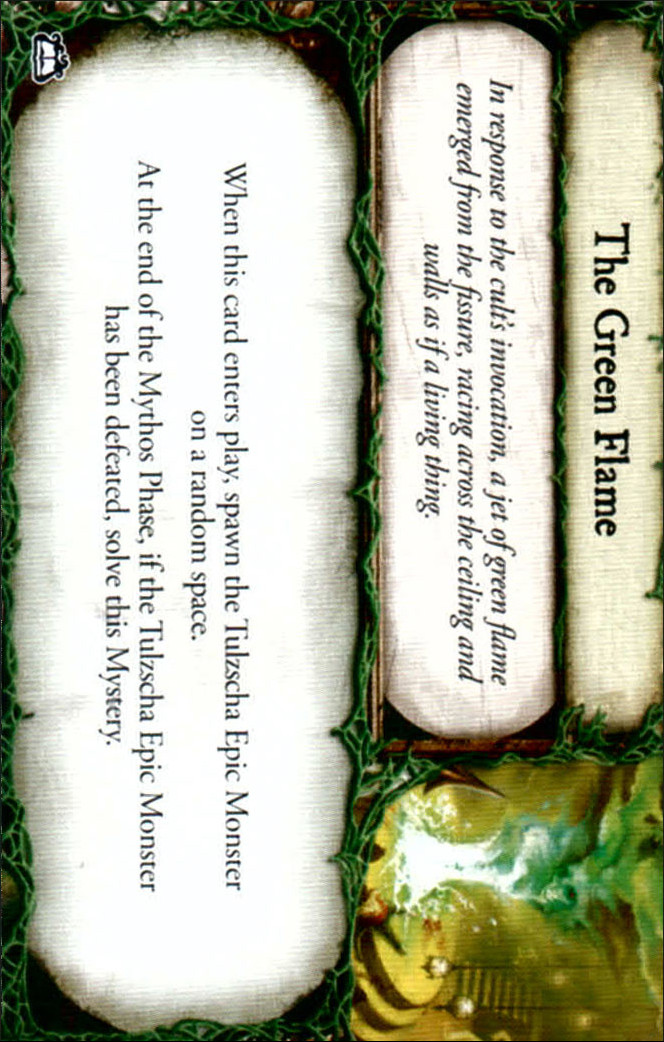 The Green Flame
In response to the cult's invocation, a jet of green flame
emerged from the fissure, racing across the ceiling and
walls as if a living thing.
When this card enters play, spawn the Tulzscha Epic Monster
on a random space.
At the end of the Mythos Phase, if the Tulzscha Epic Monster
has been defeated, solve this Mystery.